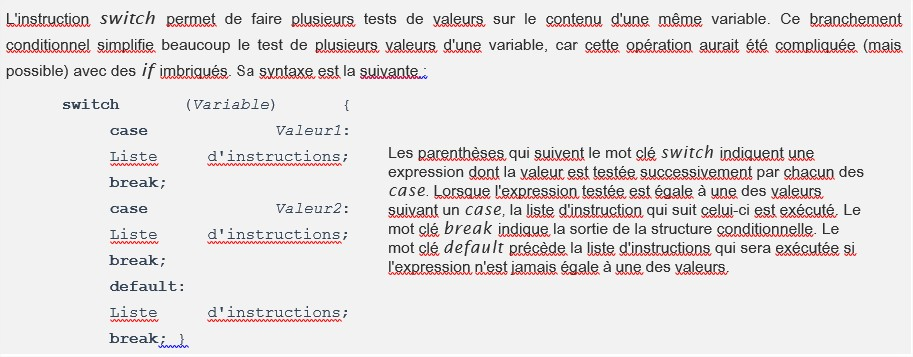 L'instruction switch permet de faire plusieurs tests de valeurs sur le contenu d'une même variable. Ce branchement
conditionnel simplifie beaucoup le test de plusieurs valeurs d'une variable, car cette opération aurait été compliquée (mais
possible) avec des if imbriqués. Sa syntaxe est la suivante :
switch (Variable) {
case Valeur1:
Liste d'instructions;
break;
case Valeur2:
Liste d'instructions;
break;
default:
Liste d'instructions;
break; }
Les parenthèses qui suivent le mot clé switch indiquent une
expression dont la valeur est testée successivement par chacun des
case. Lorsque l'expression testée est égale à une des valeurs
suivant un case, la liste d'instruction qui suit celui-ci est exécuté. Le
mot clé break indique la sortie de la structure conditionnelle. Le
mot clé default précède la liste d'instructions qui sera exécutée si
l'expression n'est jamais égale à une des valeurs.